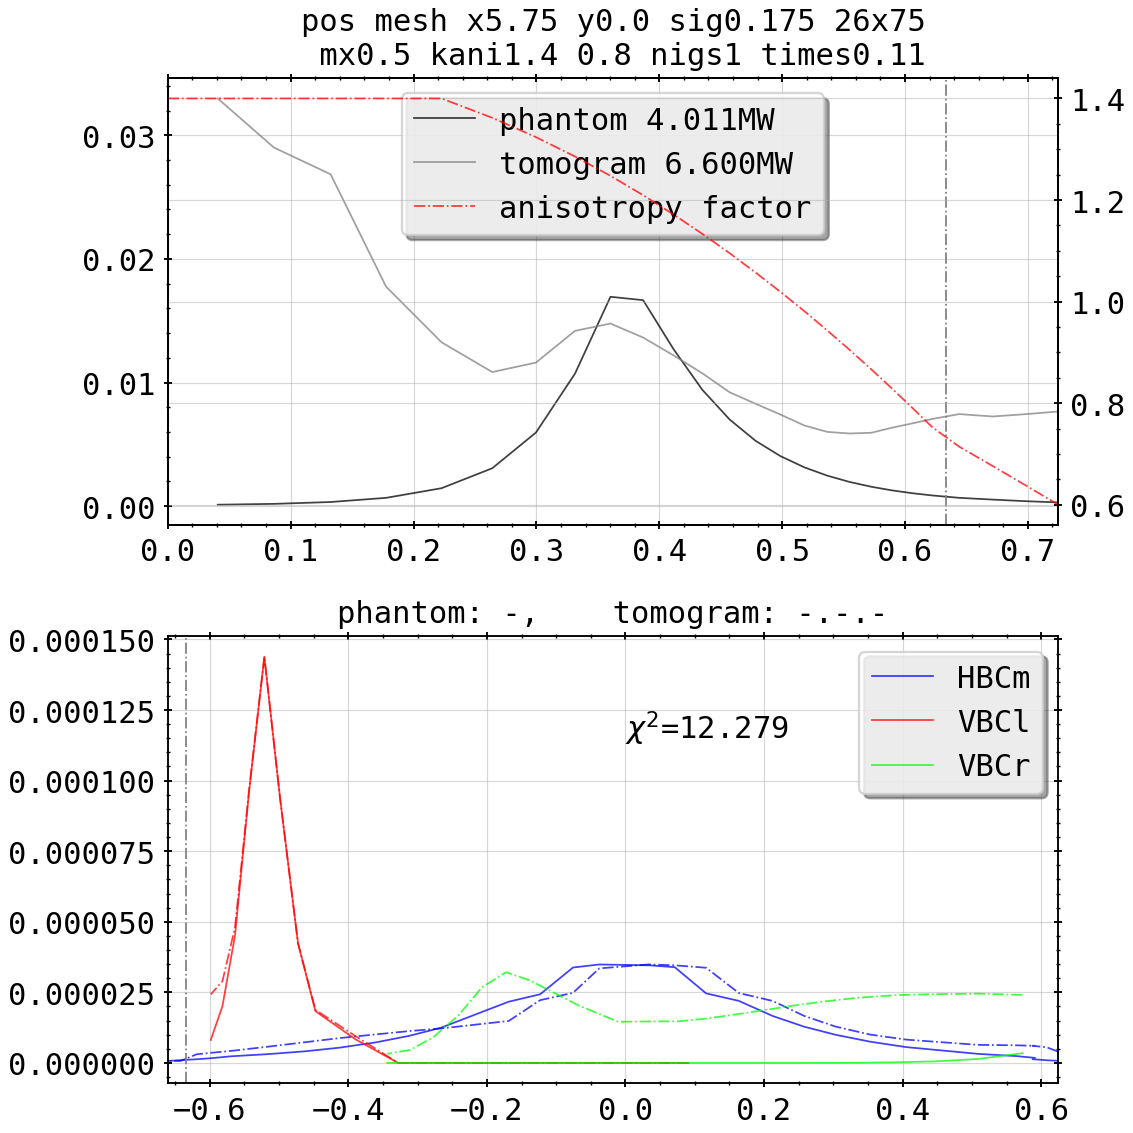 pos mesh x5.75 y0.0 sig0.175 26x75
mx0.5 kani1.4 0.8 nigs1 times0.11
phantom 4.011MW
tomogram 6.600MW
anisotropy factor
0.03
0.02
0.01
0.00
1.4
1.2
1.0
0.8
0.6
0.0 0.1 0.2 0.3 0.4 0.5 0.6 0.7
phantom: -,    tomogram: -.-.-
0.000150
0.000125
0.000100
0.000075
0.000050
0.000025
0.000000
χ²=12.279
HBCm
VBCl
VBCr
−0.6 −0.4 −0.2 0.0 0.2 0.4 0.6